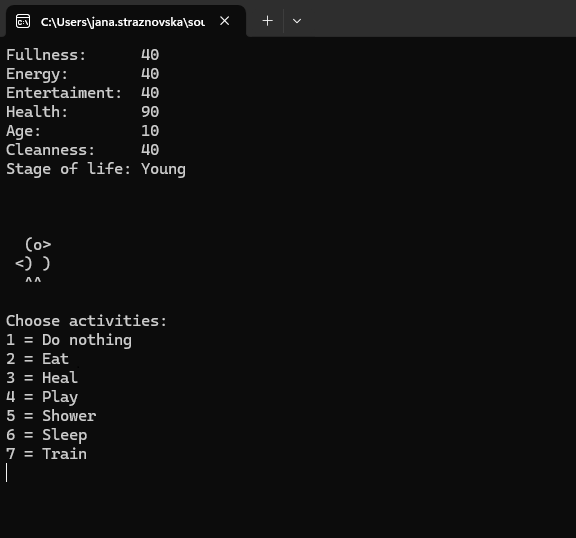 C:\Users\jana.straznovska\sou
Fullness: 40
Energy: 40
Entertaiment: 40
Health: 90
Age: 10
Cleanness: 40
Stage of life: Young
(o>
<) )
^^
Choose activities:
1 = Do nothing
2 = Eat
3 = Heal
4 = Play
5 = Shower
6 = Sleep
7 = Train